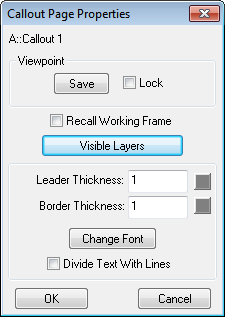 Callout Page Properties
A::Callout 1
Viewpoint
Save
Lock
Recall Working Frame
Visible Layers
Leader Thickness: 1
Border Thickness: 1
Change Font
Divide Text With Lines
OK Cancel